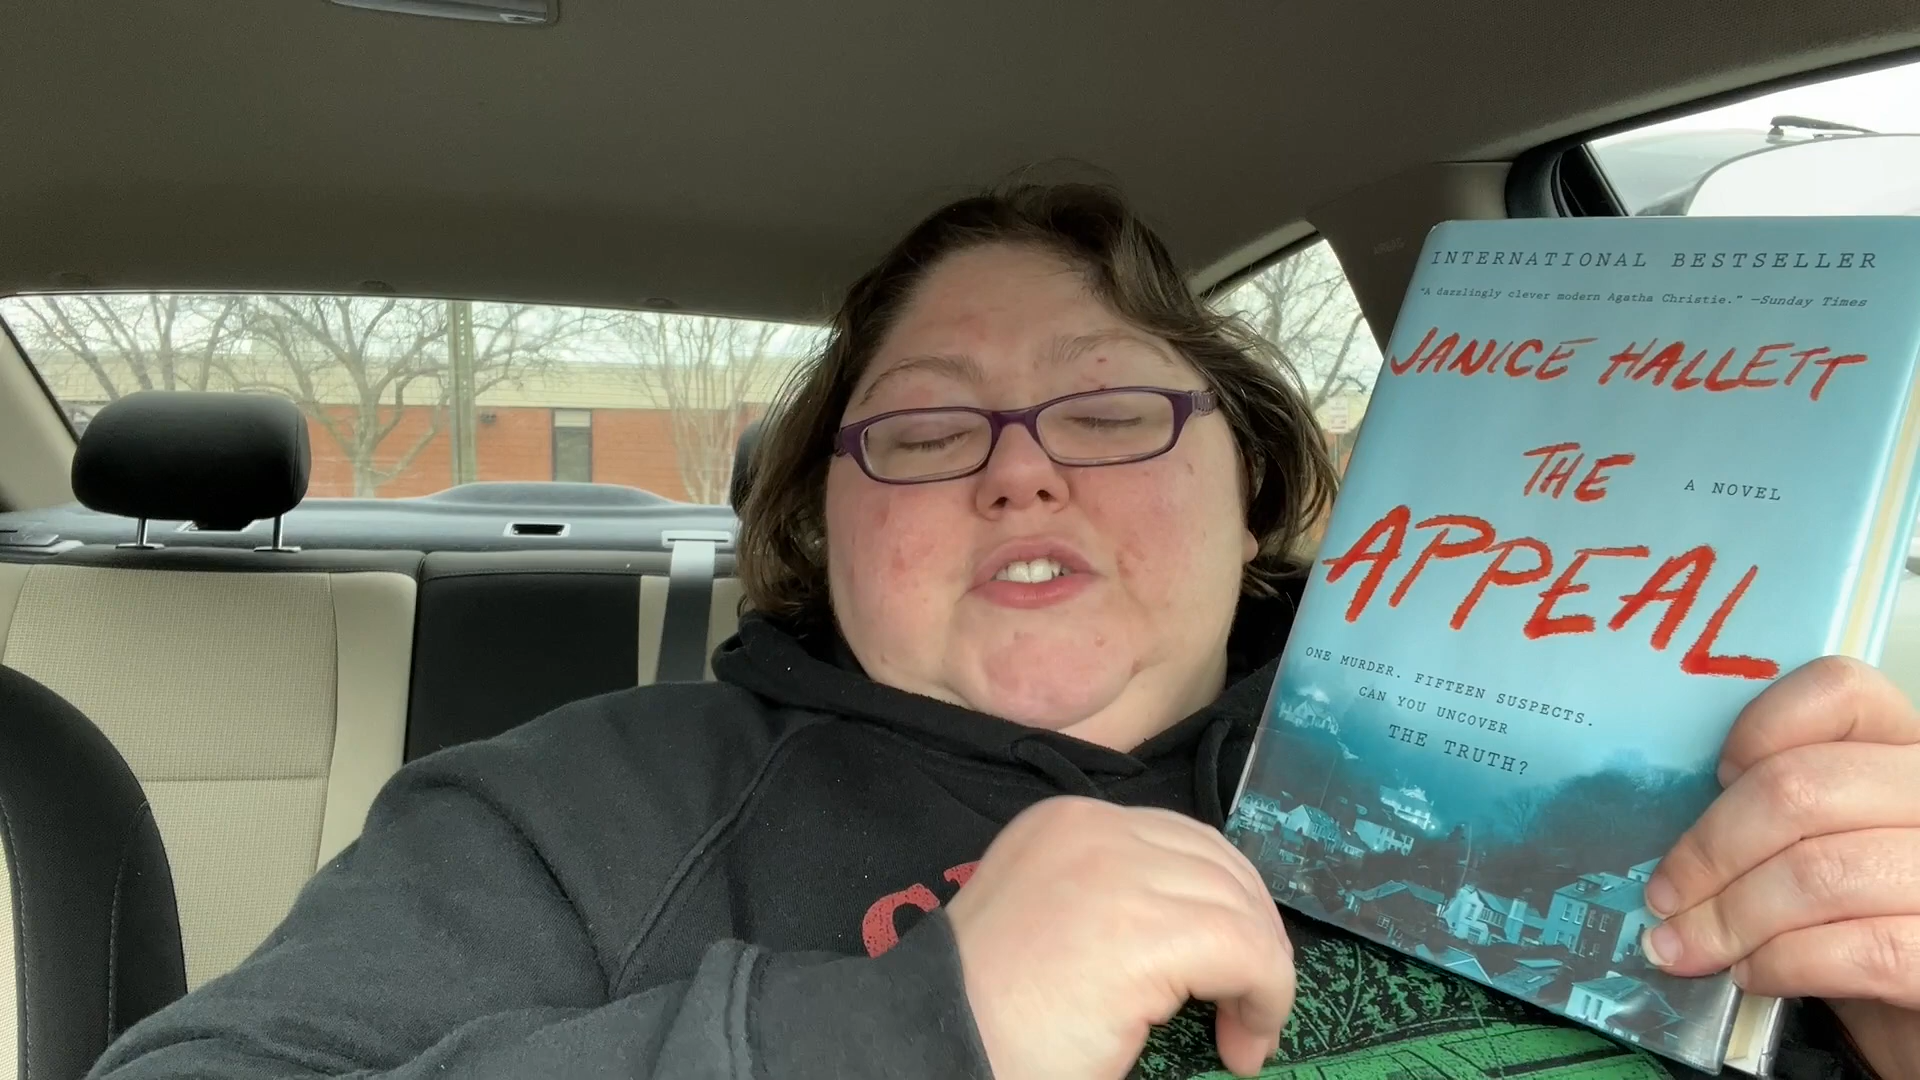 INTERNATIONAL BESTSELLER
"A dazzlingly clever modern Agatha Christie." —Sunday Times
JANICE HALLETT
THE
A NOVEL
APPEAL
ONE MURDER. FIFTEEN SUSPECTS.
CAN YOU UNCOVER
THE TRUTH?